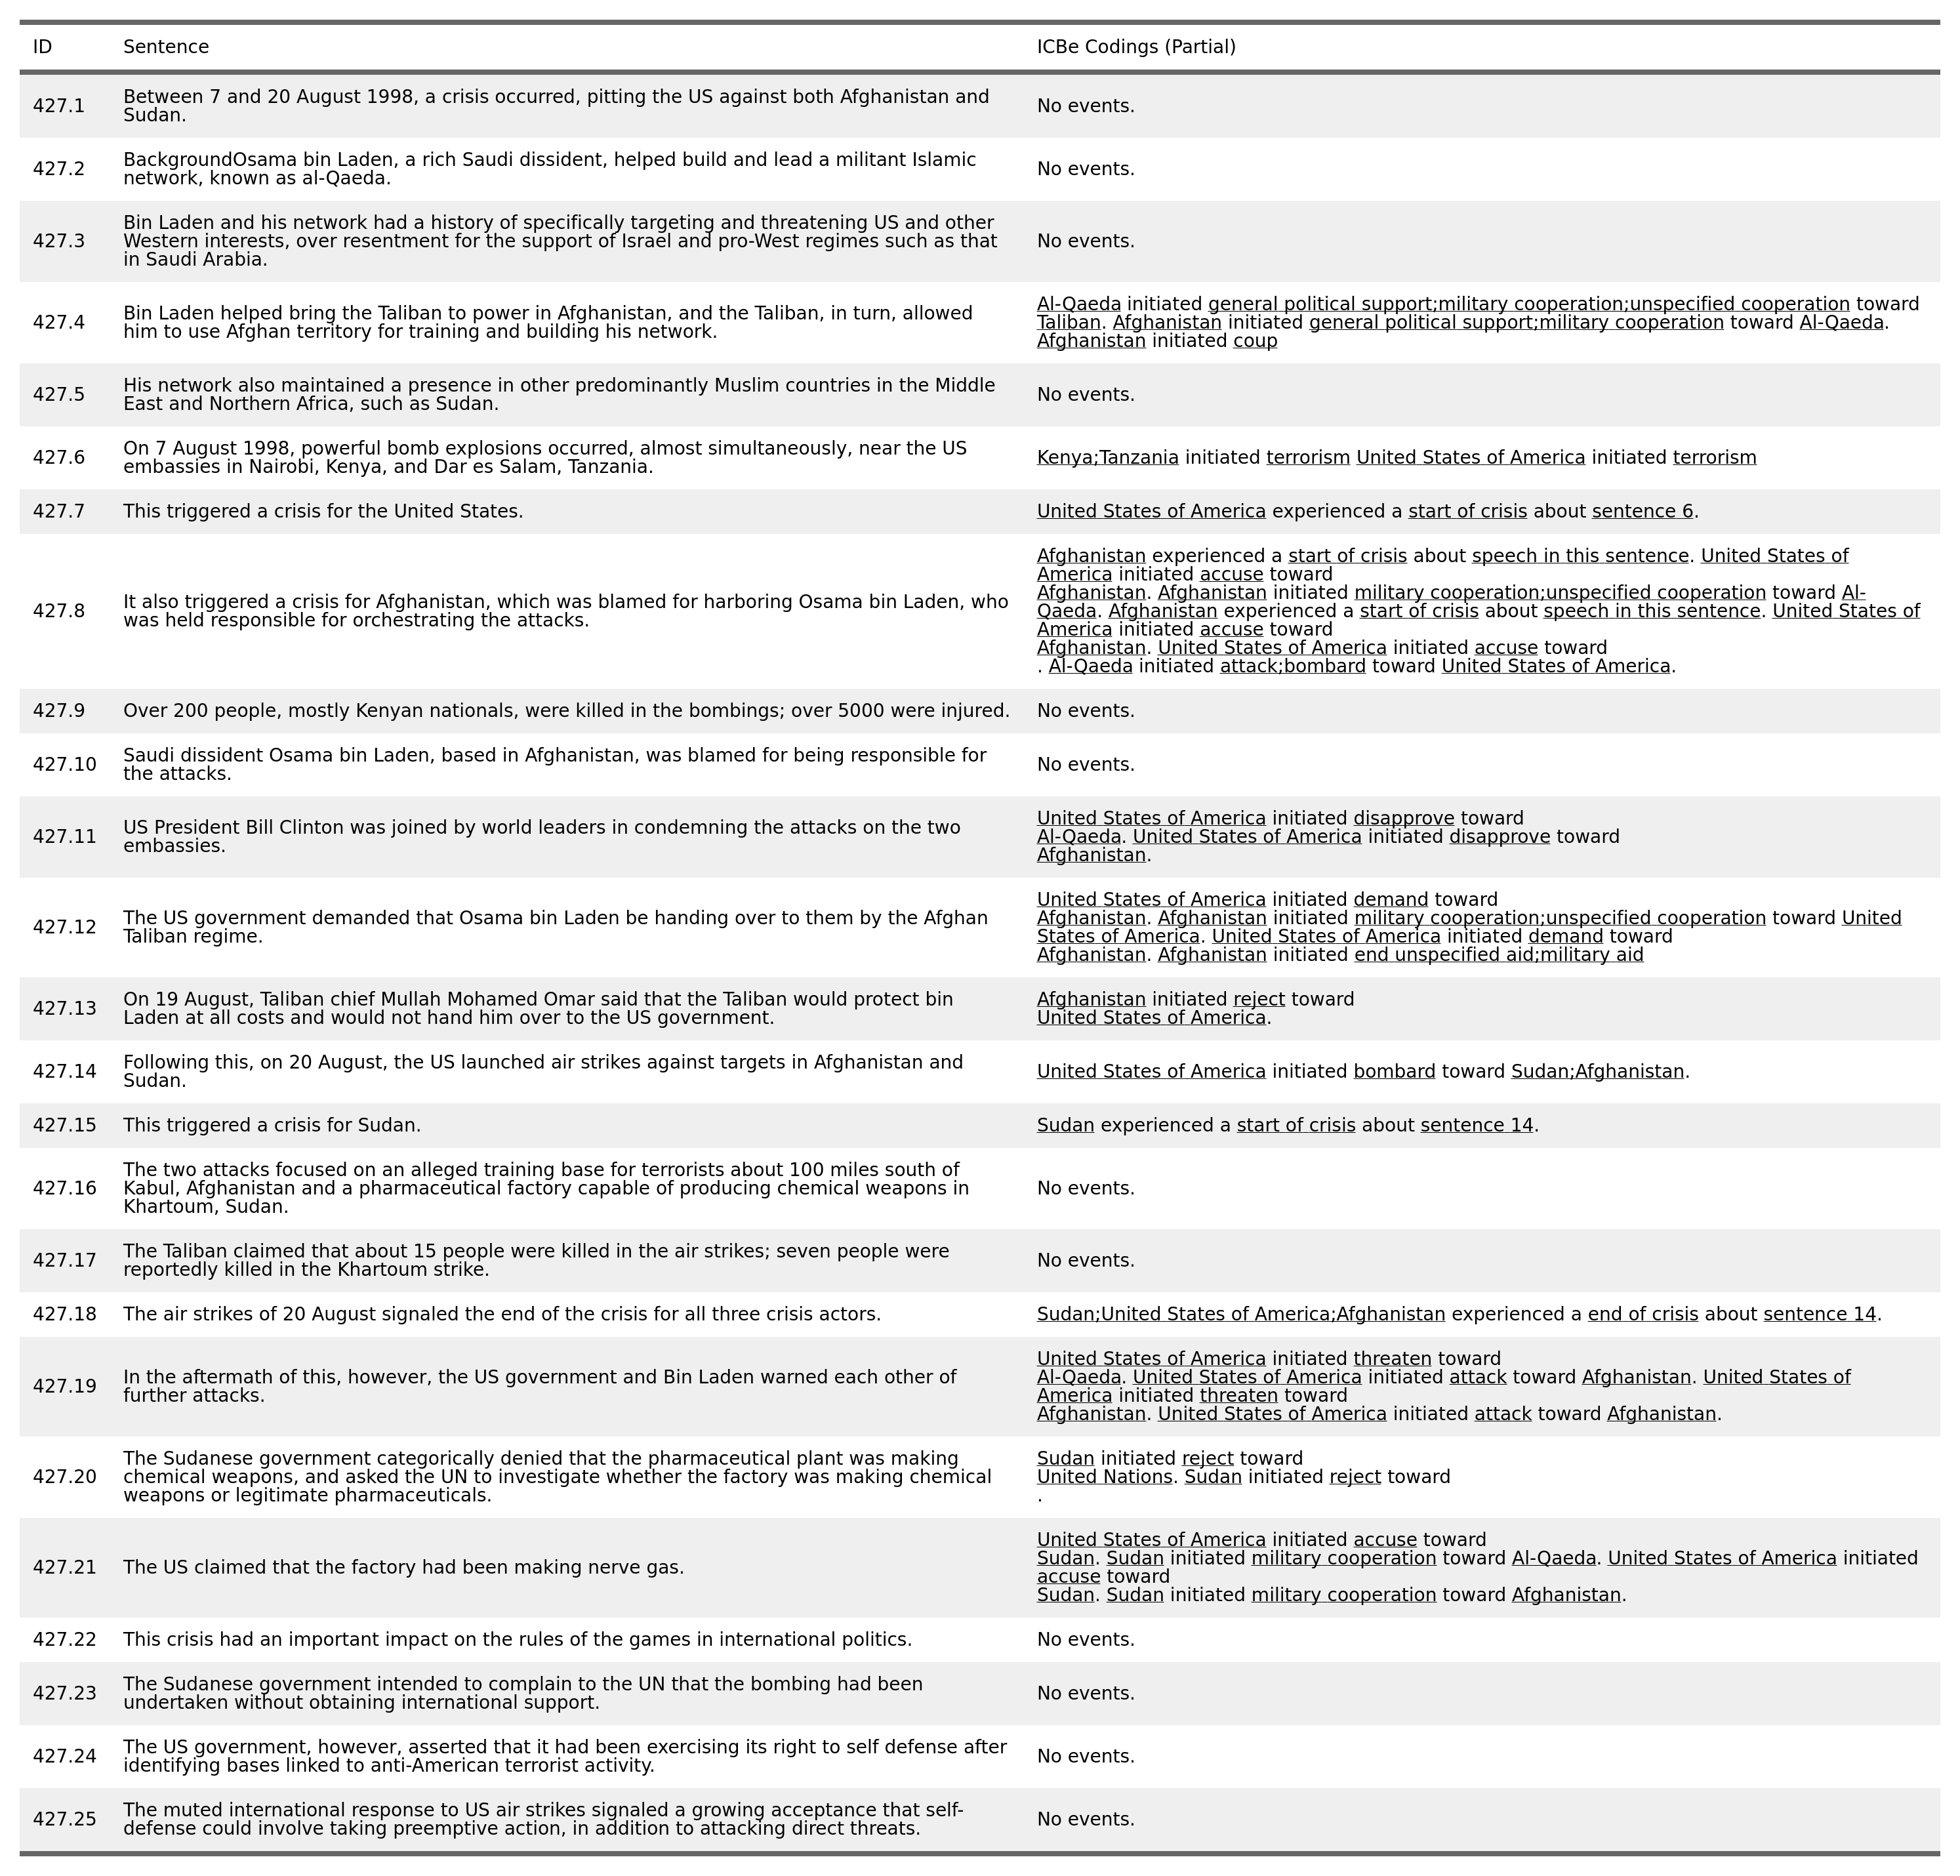 ID Sentence ICBe Codings (Partial)
427.1 Between 7 and 20 August 1998, a crisis occurred, pitting the US against both Afghanistan and
Sudan.
No events.
427.2 BackgroundOsama bin Laden, a rich Saudi dissident, helped build and lead a militant Islamic
network, known as al-Qaeda.
No events.
427.3 Bin Laden and his network had a history of specifically targeting and threatening US and other
Western interests, over resentment for the support of Israel and pro-West regimes such as that
in Saudi Arabia.
No events.
427.4 Bin Laden helped bring the Taliban to power in Afghanistan, and the Taliban, in turn, allowed
him to use Afghan territory for training and building his network.
Al-Qaeda initiated general political support;military cooperation;unspecified cooperation toward
Taliban. Afghanistan initiated general political support;military cooperation toward Al-Qaeda.
Afghanistan initiated coup
427.5 His network also maintained a presence in other predominantly Muslim countries in the Middle
East and Northern Africa, such as Sudan.
No events.
427.6 On 7 August 1998, powerful bomb explosions occurred, almost simultaneously, near the US
embassies in Nairobi, Kenya, and Dar es Salam, Tanzania.
Kenya;Tanzania initiated terrorism United States of America initiated terrorism
427.7 This triggered a crisis for the United States.
United States of America experienced a start of crisis about sentence 6.
427.8 It also triggered a crisis for Afghanistan, which was blamed for harboring Osama bin Laden, who
was held responsible for orchestrating the attacks.
Afghanistan experienced a start of crisis about speech in this sentence. United States of
America initiated accuse toward
Afghanistan. Afghanistan initiated military cooperation;unspecified cooperation toward Al-
Qaeda. Afghanistan experienced a start of crisis about speech in this sentence. United States of
America initiated accuse toward
Afghanistan. United States of America initiated accuse toward
. Al-Qaeda initiated attack;bombard toward United States of America.
427.9 Over 200 people, mostly Kenyan nationals, were killed in the bombings; over 5000 were injured.
No events.
427.10 Saudi dissident Osama bin Laden, based in Afghanistan, was blamed for being responsible for
the attacks.
No events.
427.11 US President Bill Clinton was joined by world leaders in condemning the attacks on the two
embassies.
United States of America initiated disapprove toward
Al-Qaeda. United States of America initiated disapprove toward
Afghanistan.
427.12 The US government demanded that Osama bin Laden be handing over to them by the Afghan
Taliban regime.
United States of America initiated demand toward
Afghanistan. Afghanistan initiated military cooperation;unspecified cooperation toward United
States of America. United States of America initiated demand toward
Afghanistan. Afghanistan initiated end unspecified aid;military aid
427.13 On 19 August, Taliban chief Mullah Mohamed Omar said that the Taliban would protect bin
Laden at all costs and would not hand him over to the US government.
Afghanistan initiated reject toward
United States of America.
427.14 Following this, on 20 August, the US launched air strikes against targets in Afghanistan and
Sudan.
United States of America initiated bombard toward Sudan;Afghanistan.
427.15 This triggered a crisis for Sudan.
Sudan experienced a start of crisis about sentence 14.
427.16 The two attacks focused on an alleged training base for terrorists about 100 miles south of
Kabul, Afghanistan and a pharmaceutical factory capable of producing chemical weapons in
Khartoum, Sudan.
No events.
427.17 The Taliban claimed that about 15 people were killed in the air strikes; seven people were
reportedly killed in the Khartoum strike.
No events.
427.18 The air strikes of 20 August signaled the end of the crisis for all three crisis actors.
Sudan;United States of America;Afghanistan experienced a end of crisis about sentence 14.
427.19 In the aftermath of this, however, the US government and Bin Laden warned each other of
further attacks.
United States of America initiated threaten toward
Al-Qaeda. United States of America initiated attack toward Afghanistan. United States of
America initiated threaten toward
Afghanistan. United States of America initiated attack toward Afghanistan.
427.20 The Sudanese government categorically denied that the pharmaceutical plant was making
chemical weapons, and asked the UN to investigate whether the factory was making chemical
weapons or legitimate pharmaceuticals.
Sudan initiated reject toward
United Nations. Sudan initiated reject toward
.
427.21 The US claimed that the factory had been making nerve gas.
United States of America initiated accuse toward
Sudan. Sudan initiated military cooperation toward Al-Qaeda. United States of America initiated
accuse toward
Sudan. Sudan initiated military cooperation toward Afghanistan.
427.22 This crisis had an important impact on the rules of the games in international politics.
No events.
427.23 The Sudanese government intended to complain to the UN that the bombing had been
undertaken without obtaining international support.
No events.
427.24 The US government, however, asserted that it had been exercising its right to self defense after
identifying bases linked to anti-American terrorist activity.
No events.
427.25 The muted international response to US air strikes signaled a growing acceptance that self-
defense could involve taking preemptive action, in addition to attacking direct threats.
No events.